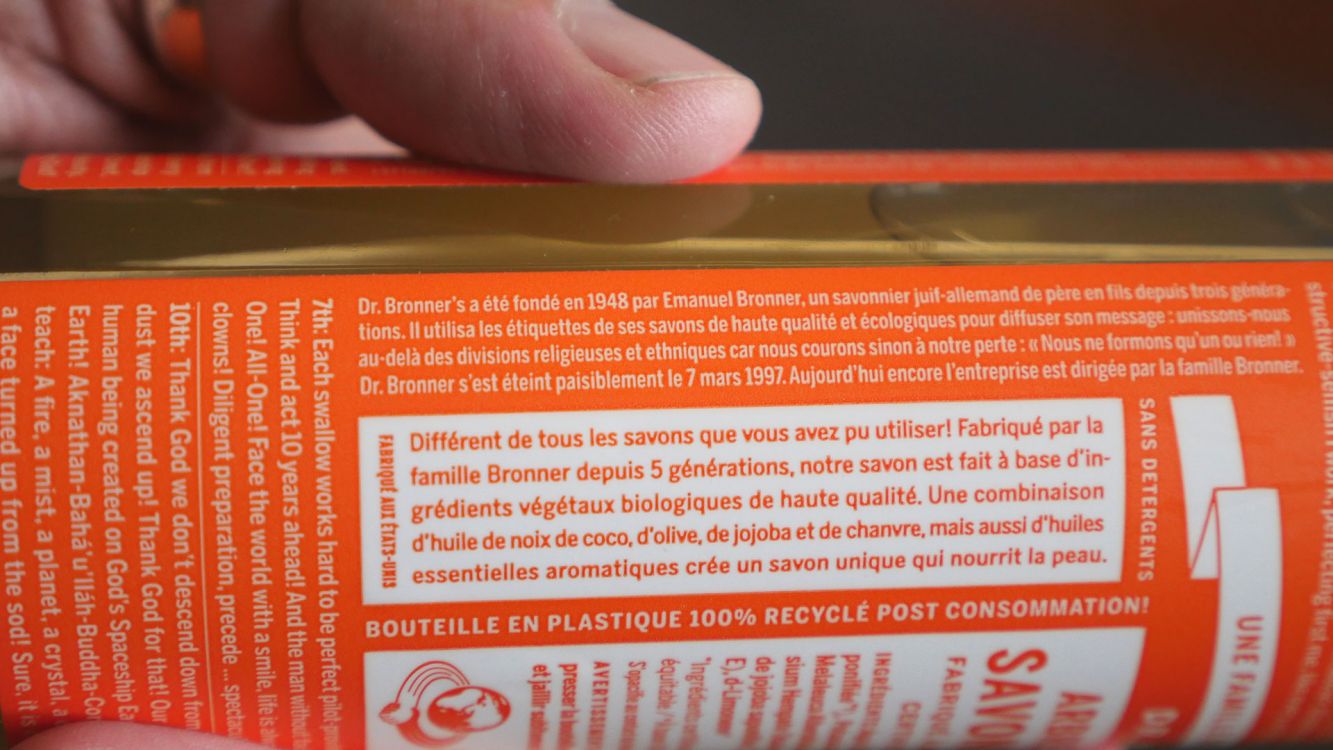 Dr. Bronner's a été fondé en 1948 par Emanuel Bronner, un savonnier juif-allemand de père en fils depuis trois généra-
tions. Il utilisa les étiquettes de ses savons de haute qualité et écologiques pour diffuser son message : unissons-nous
au-delà des divisions religieuses et ethniques car nous courons sinon à notre perte : « Nous ne formons qu'un ou rien! »
Dr. Bronner s'est éteint paisiblement le 7 mars 1997. Aujourd'hui encore l'entreprise est dirigée par la famille Bronner.
FABRIQUÉ AUX ÉTATS-UNIS
Différent de tous les savons que vous avez pu utiliser! Fabriqué par la
famille Bronner depuis 5 générations, notre savon est fait à base d'in-
grédients végétaux biologiques de haute qualité. Une combinaison
d'huile de noix de coco, d'olive, de jojoba et de chanvre, mais aussi d'huiles
essentielles aromatiques crée un savon unique qui nourrit la peau.
SANS DETERGENTS
BOUTEILLE EN PLASTIQUE 100% RECYCLÉ POST CONSOMMATION!
7th: Each swallow works hard to be perfect pilot-
Think and act 10 years ahead! And the man without
One! All-One! Face the world with a smile, life is
clowns! Diligent preparation, precede ...
10th: Thank God we don't descend down from
dust we ascend up! Thank God for that! Our
human being created on God's Spaceship
Earth! Aknathan-Bahá'u'lláh-Buddha-
teach: A fire, a mist, a planet, a crystal, a
a face turned up from the sod! Sure, it is
UNE
SAVO
FABRIQU
AVERTISS
presser la
et jaillir